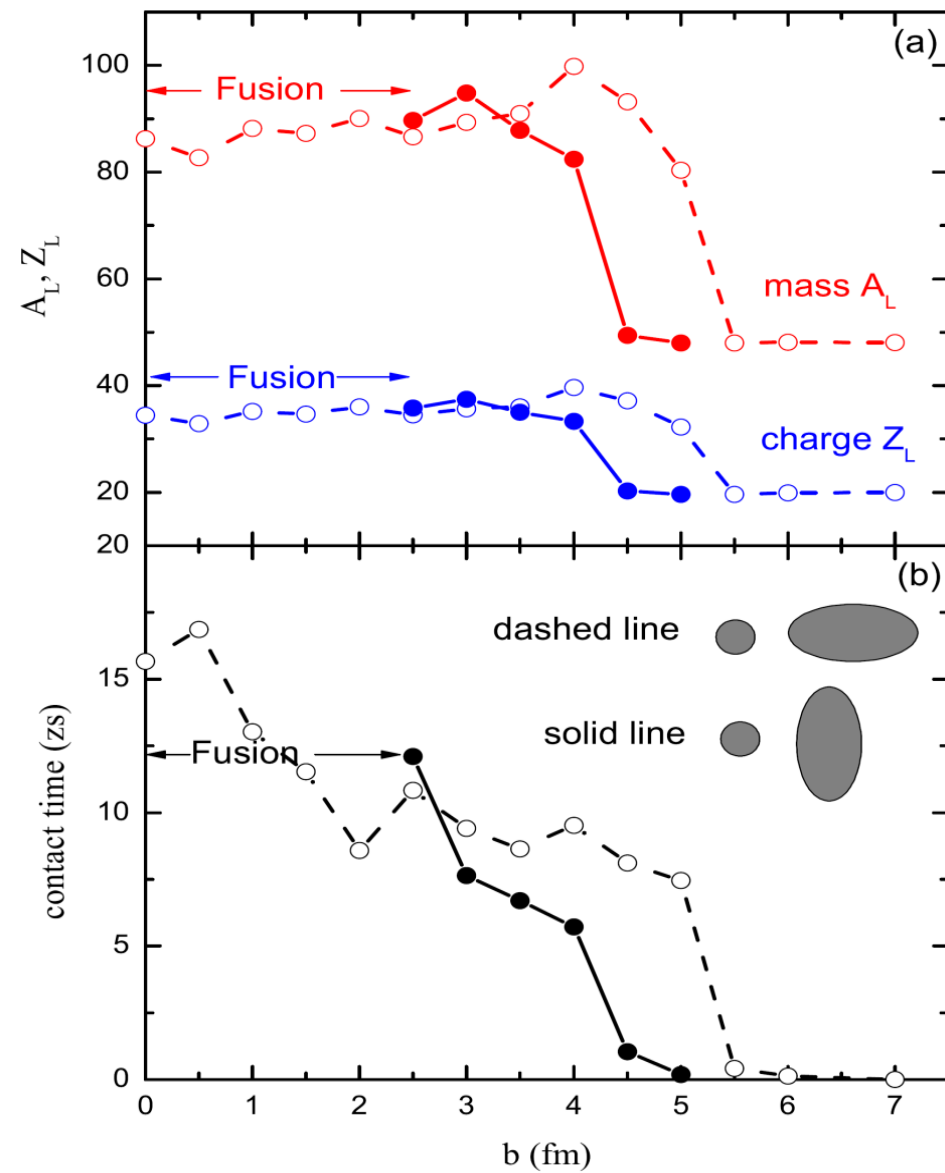 (a)
100
80
60
40
20
20
A_L, Z_L
Fusion
mass A_L
Fusion
charge Z_L
(b)
dashed line
solid line
Fusion
15
10
5
0
contact time (zs)
0 1 2 3 4 5 6 7
b (fm)